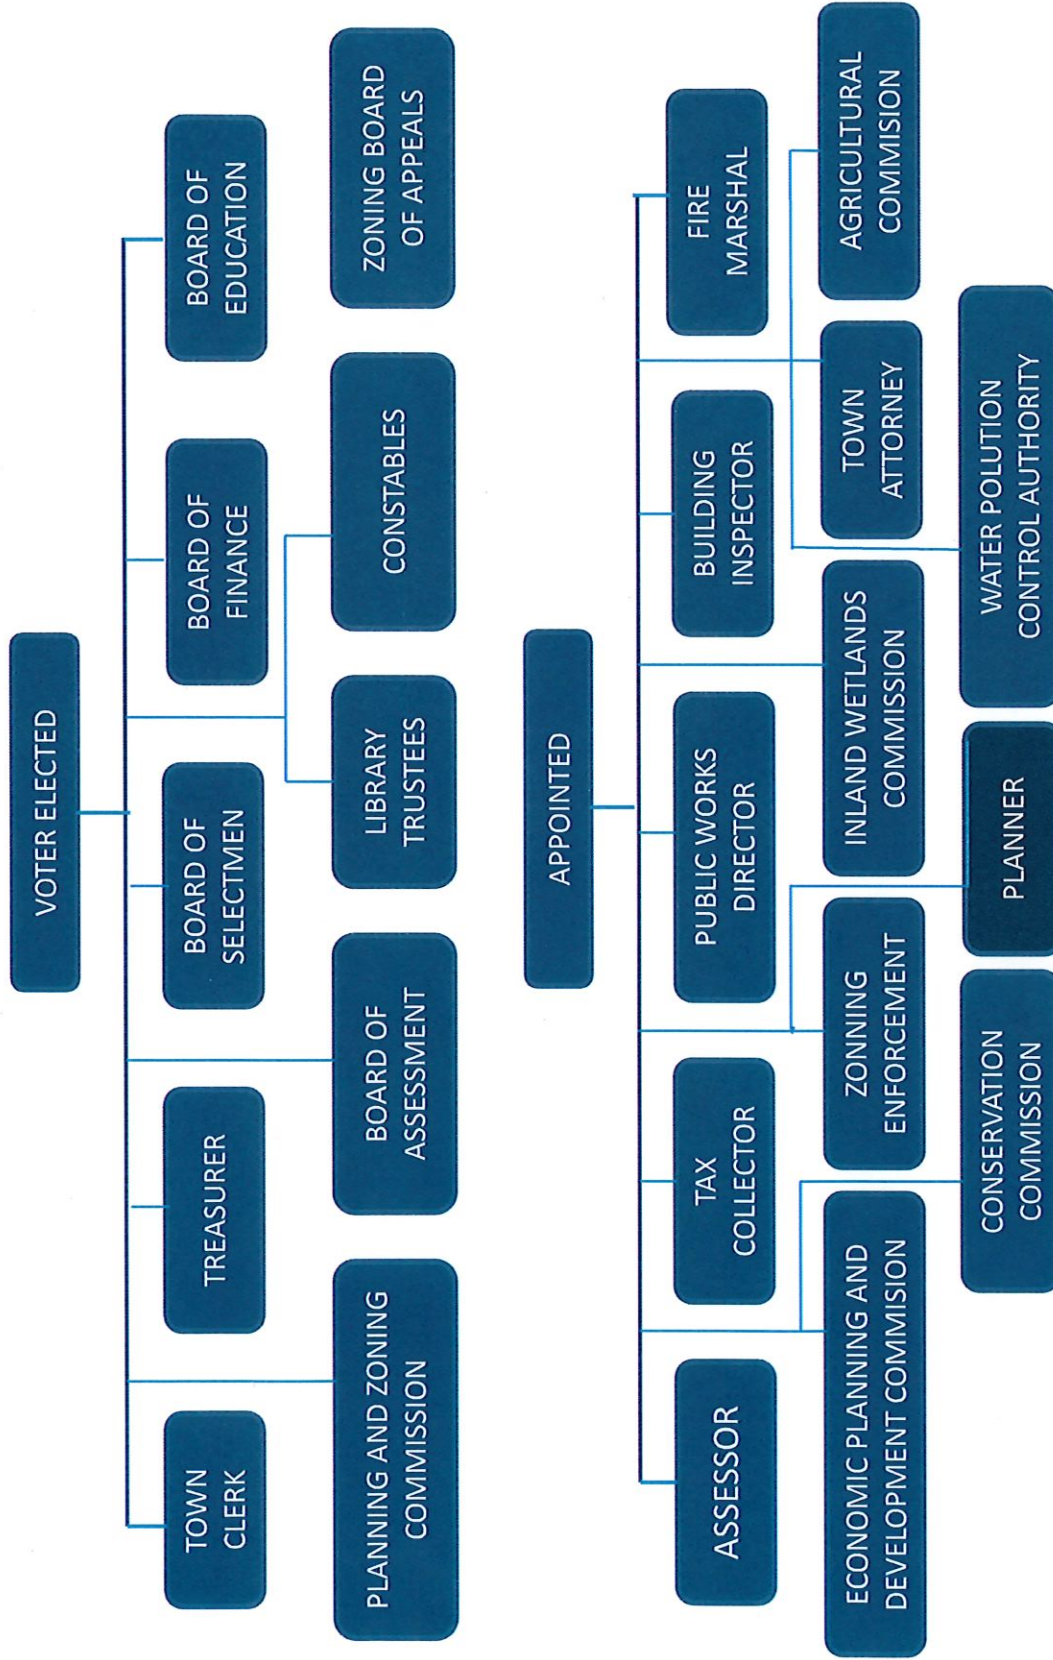 VOTER ELECTED
TOWN
CLERK
TREASURER
BOARD OF
SELECTMEN
BOARD OF
FINANCE
BOARD OF
EDUCATION
PLANNING AND ZONING
COMMISSION
BOARD OF
ASSESSMENT
LIBRARY
TRUSTEES
CONSTABLES
ZONING BOARD
OF APPEALS
APPOINTED
ASSESSOR
TAX
COLLECTOR
PUBLIC WORKS
DIRECTOR
BUILDING
INSPECTOR
FIRE
MARSHAL
ECONOMIC PLANNING AND
DEVELOPMENT COMMISION
ZONNING
ENFORCEMENT
INLAND WETLANDS
COMMISSION
TOWN
ATTORNEY
AGRICULTURAL
COMMISION
CONSERVATION
COMMISSION
PLANNER
WATER POLUTION
CONTROL AUTHORITY